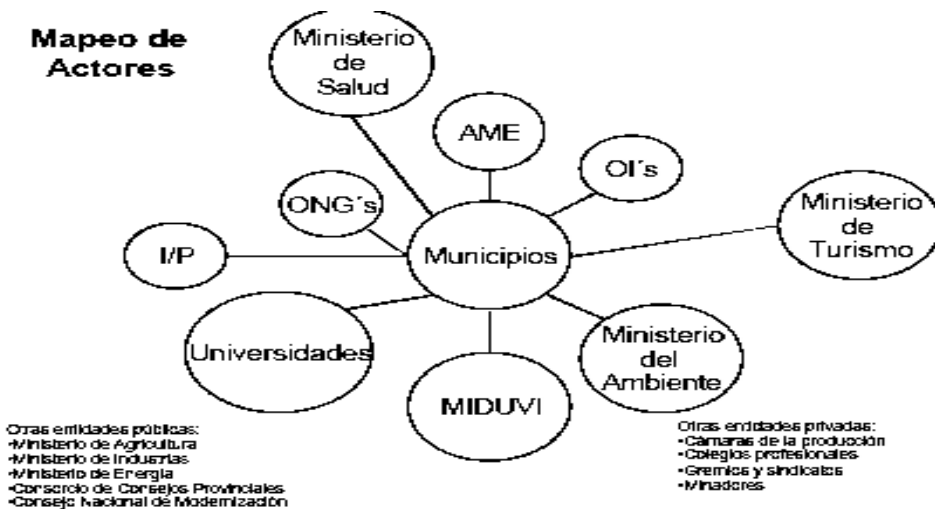 Mapeo de
Actores
Ministerio
de
Salud
AME
OI´s
ONG´s
Ministerio
de
Turismo
I/P
Municipios
Universidades
MIDUVI
Ministerio
del
Ambiente
Otras entidades públicas:
•Ministerio de Agricultura
•Ministerio de Industrias
•Ministerio de Energía
•Consorcio de Consejos Provinciales
•Consejo Nacional de Modernización
Otras entidades privadas:
•Cámaras de la producción
•Colegios profesionales
•Gremios y sindicatos
•Minadores